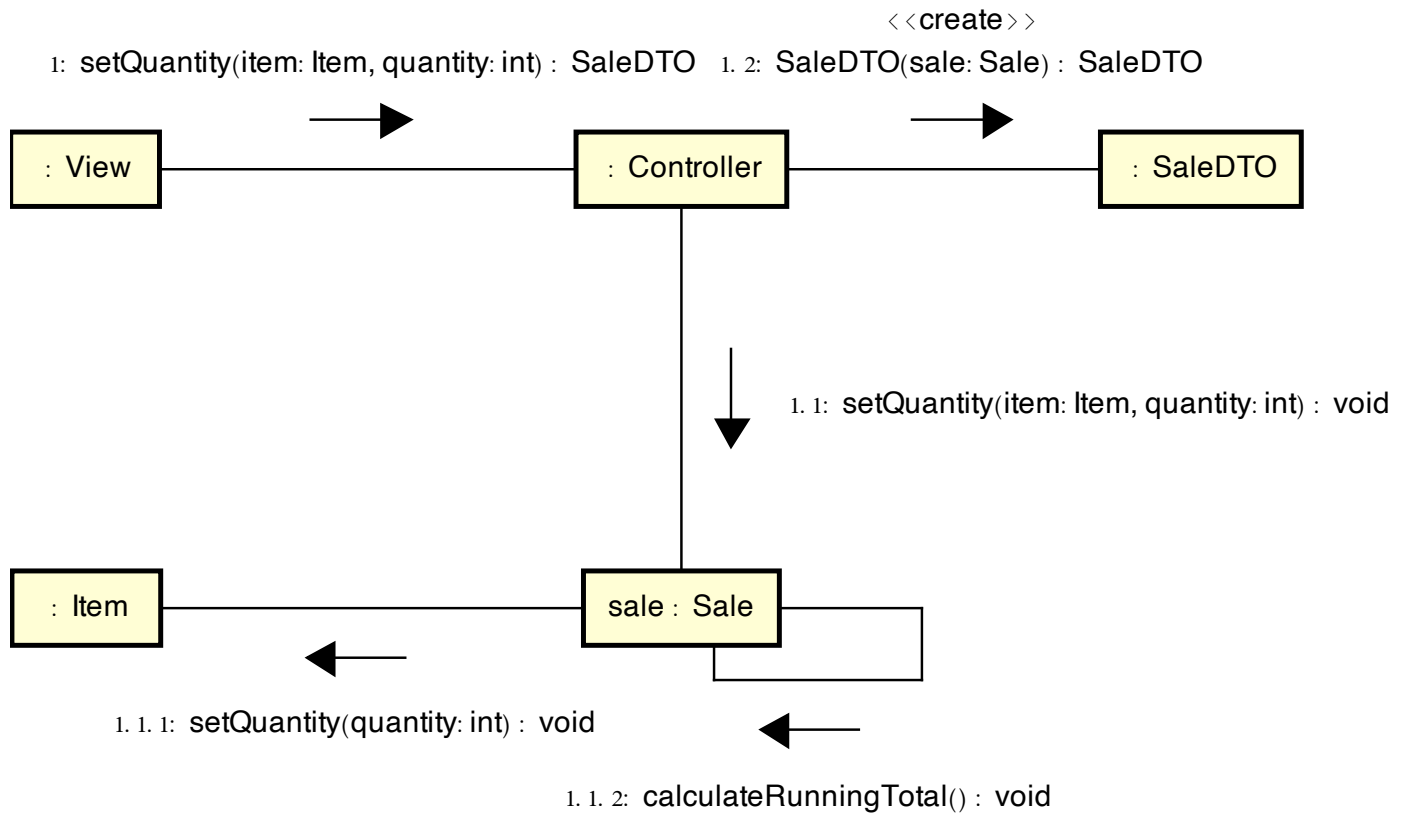 <<create>>
1: setQuantity(item: Item, quantity: int) : SaleDTO
1. 2: SaleDTO(sale: Sale) : SaleDTO
: View
: Controller
: SaleDTO
1. 1: setQuantity(item: Item, quantity: int) : void
: Item
sale : Sale
1. 1. 1: setQuantity(quantity: int) : void
1. 1. 2: calculateRunningTotal() : void